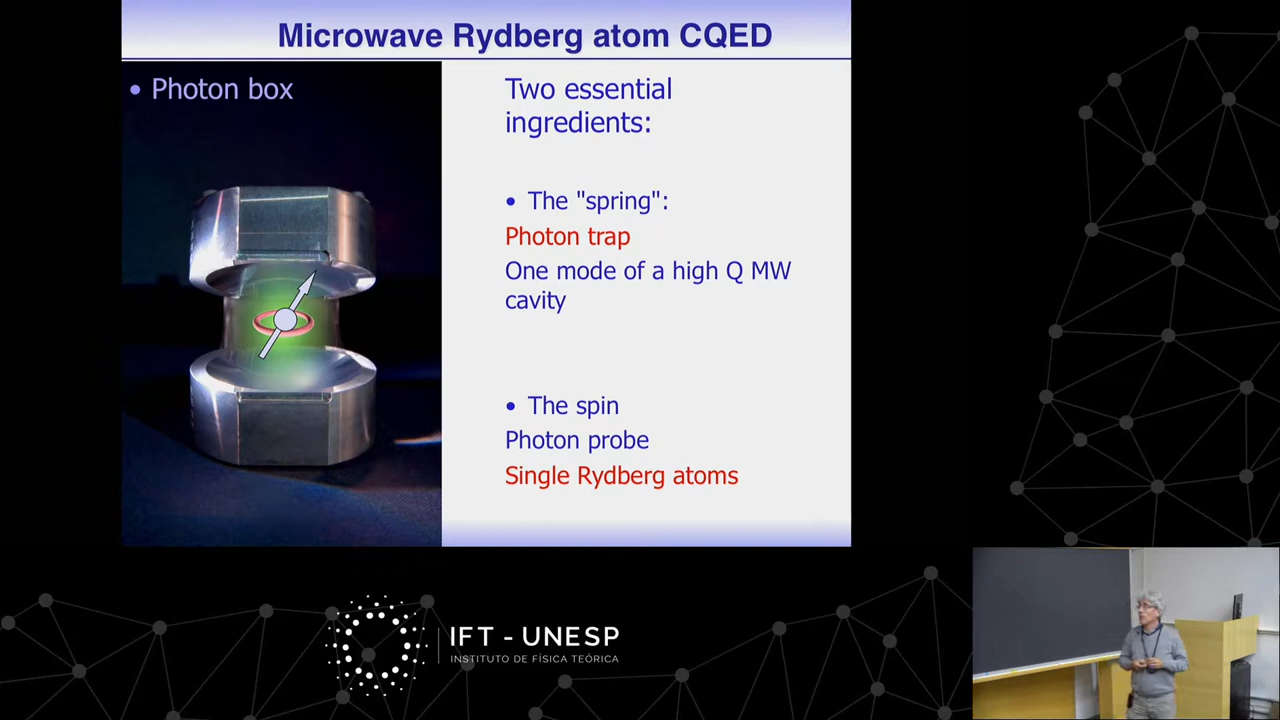 Microwave Rydberg atom CQED
• Photon box
Two essential
ingredients:
• The "spring":
Photon trap
One mode of a high Q MW
cavity
• The spin
Photon probe
Single Rydberg atoms
IFT - UNESP
INSTITUTO DE FÍSICA TEÓRICA